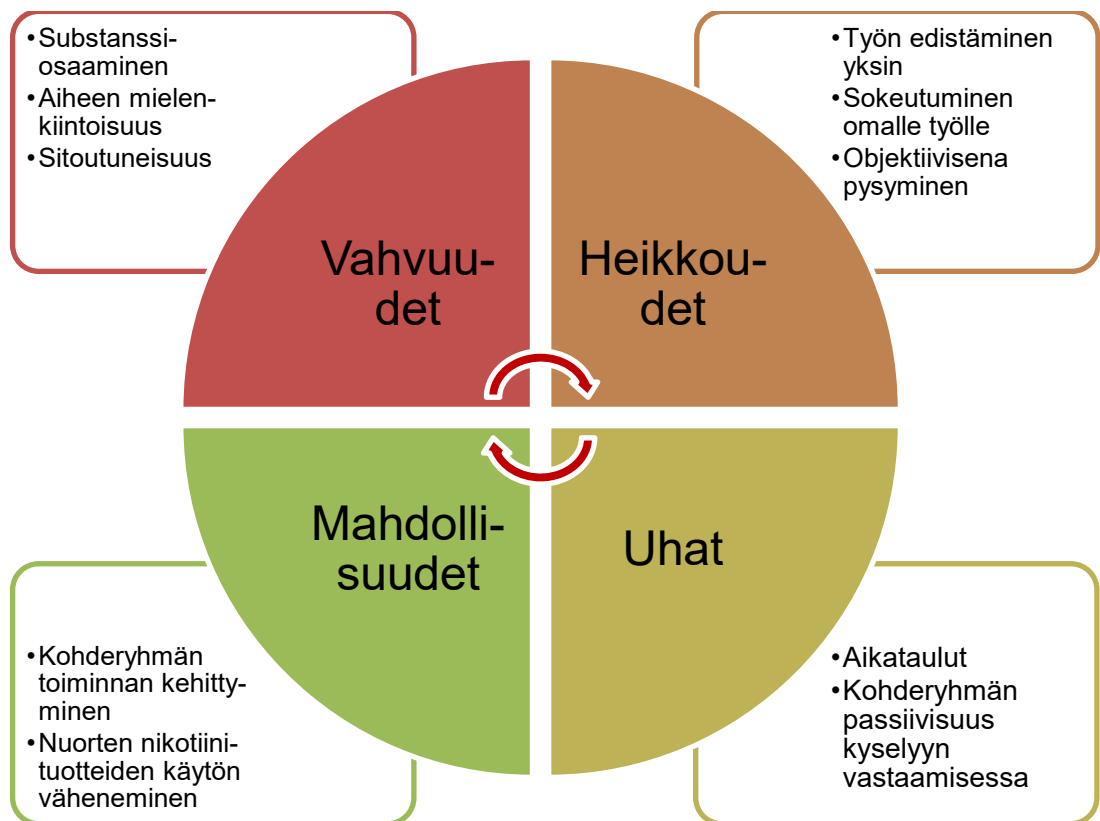 •Substanssi-
osaaminen
•Aiheen mielen-
kiintoisuus
•Sitoutuneisuus
•Työn edistäminen
yksin
•Sokeutuminen
omalle työlle
•Objektiivisena
pysyminen
Vahvuu-
det
Heikkou-
det
Mahdolli-
suudet
Uhat
•Kohderyhmän
toiminnan kehitty-
minen
•Nuorten nikotiini-
tuotteiden käytön
väheneminen
•Aikataulut
•Kohderyhmän
passiivisuus
kyselyyn
vastaamisessa